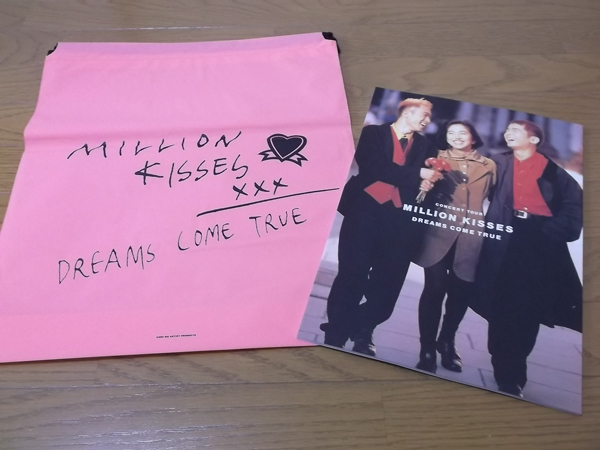 MILLION
KISSES
xxx
DREAMS COME TRUE
CONCERT TOUR
MILLION KISSES
DREAMS COME TRUE